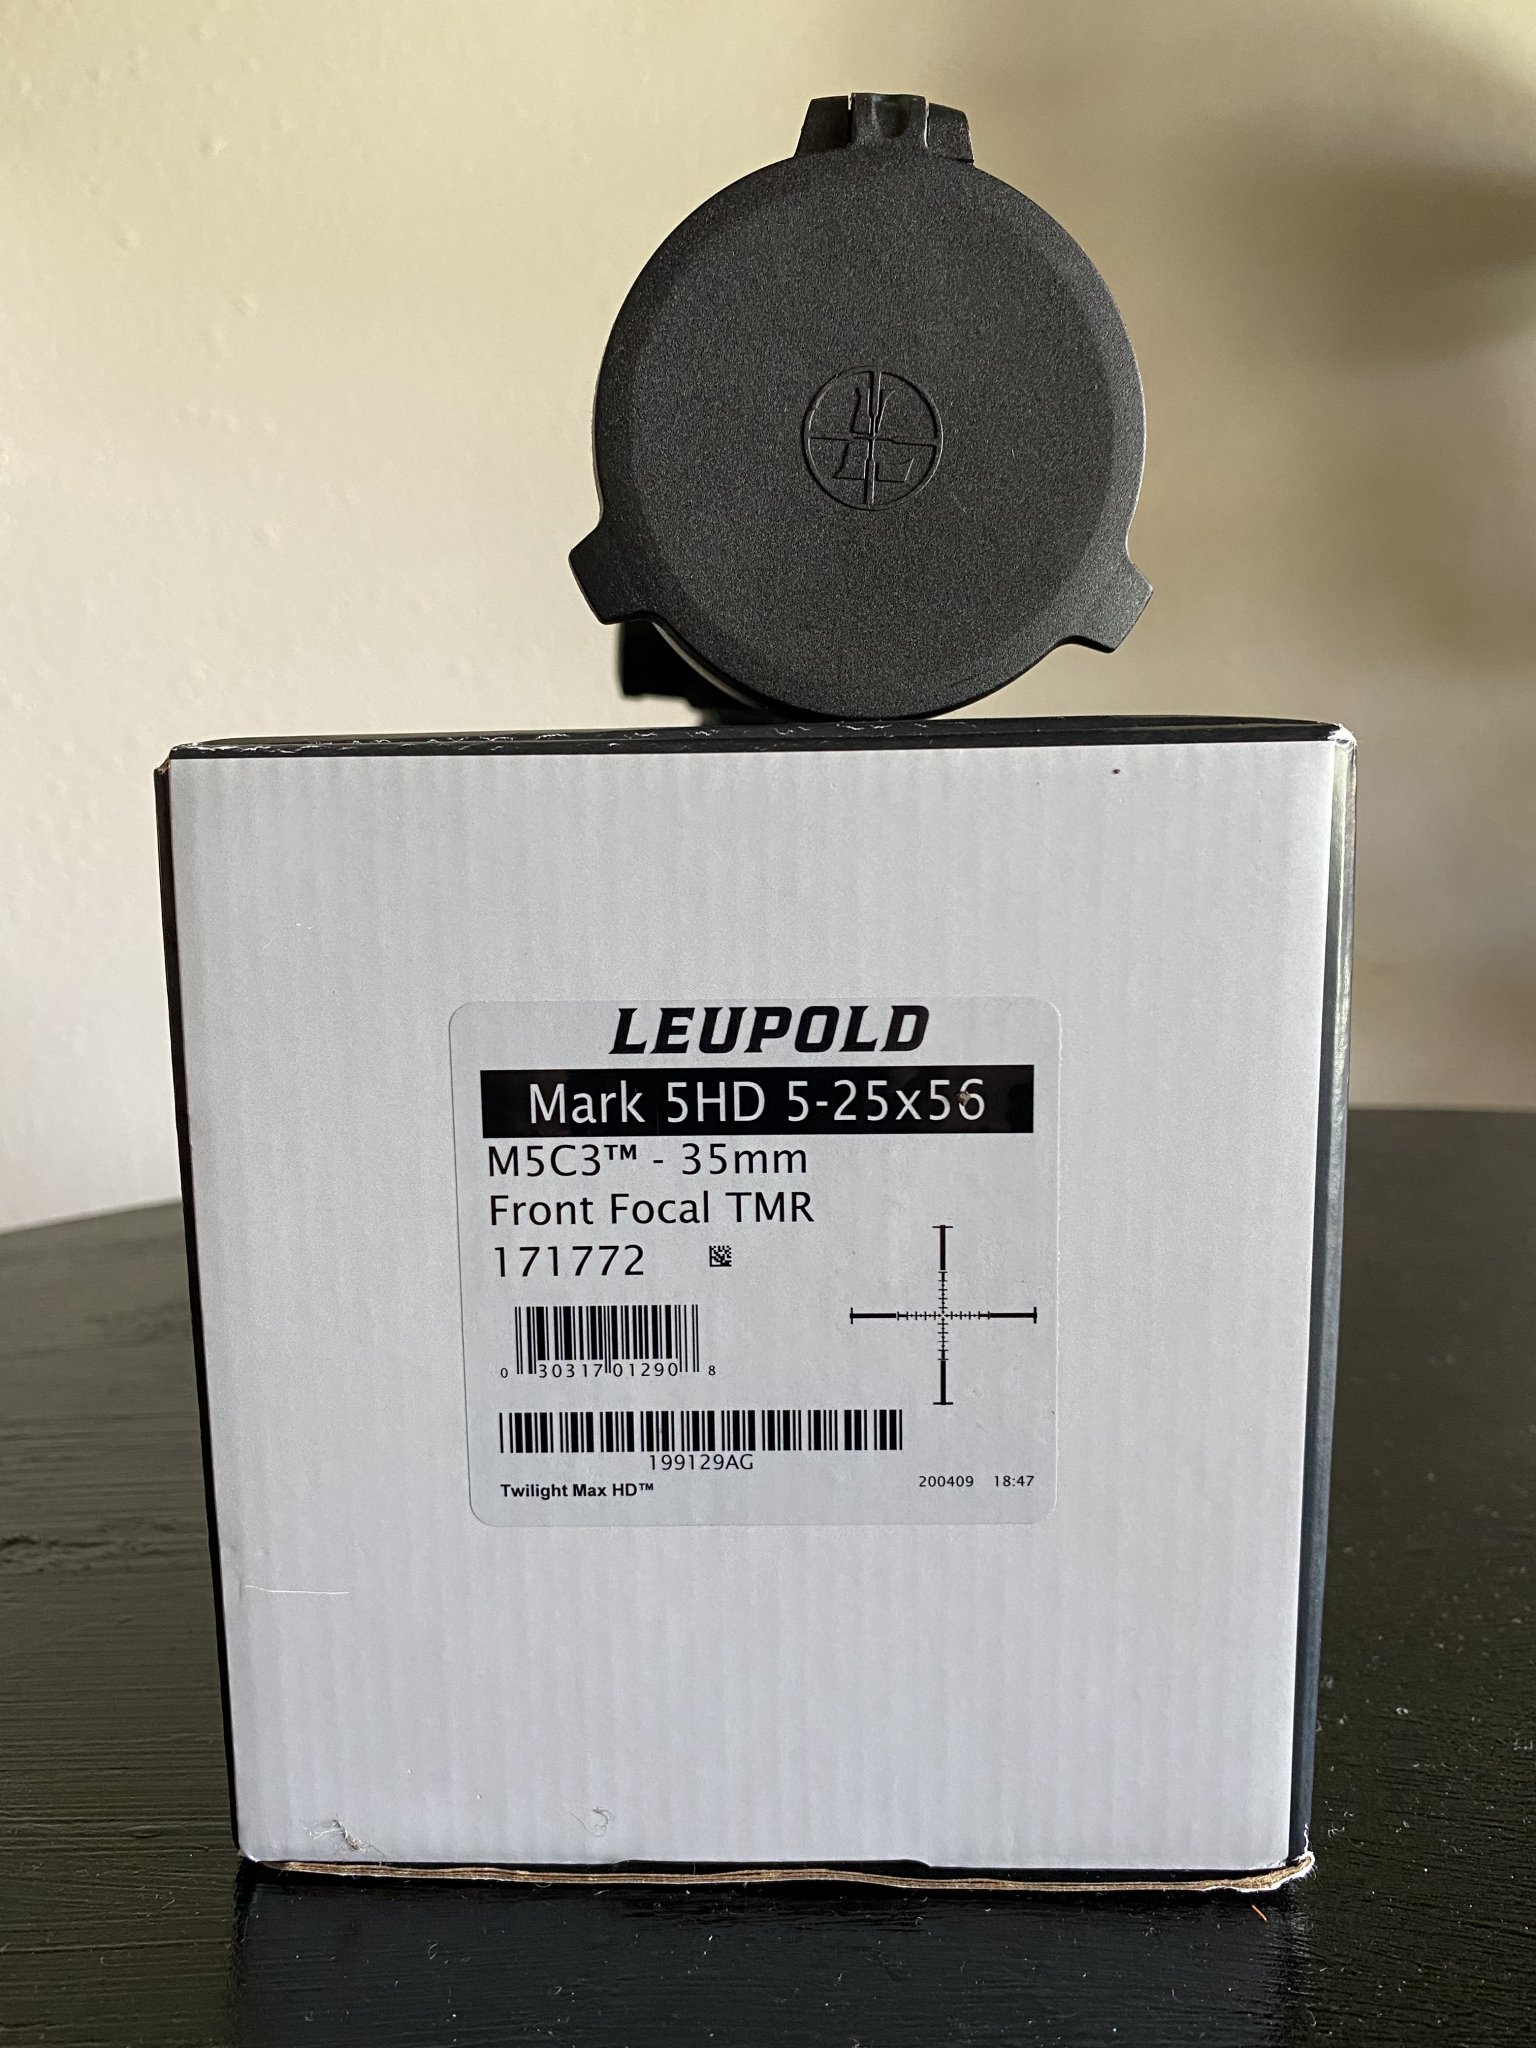 LEUPOLD
Mark 5HD 5-25x56
M5C3™ - 35mm
Front Focal TMR
171772
0 30317 01290 8
199129AG
Twilight Max HD™ 200409 18:47